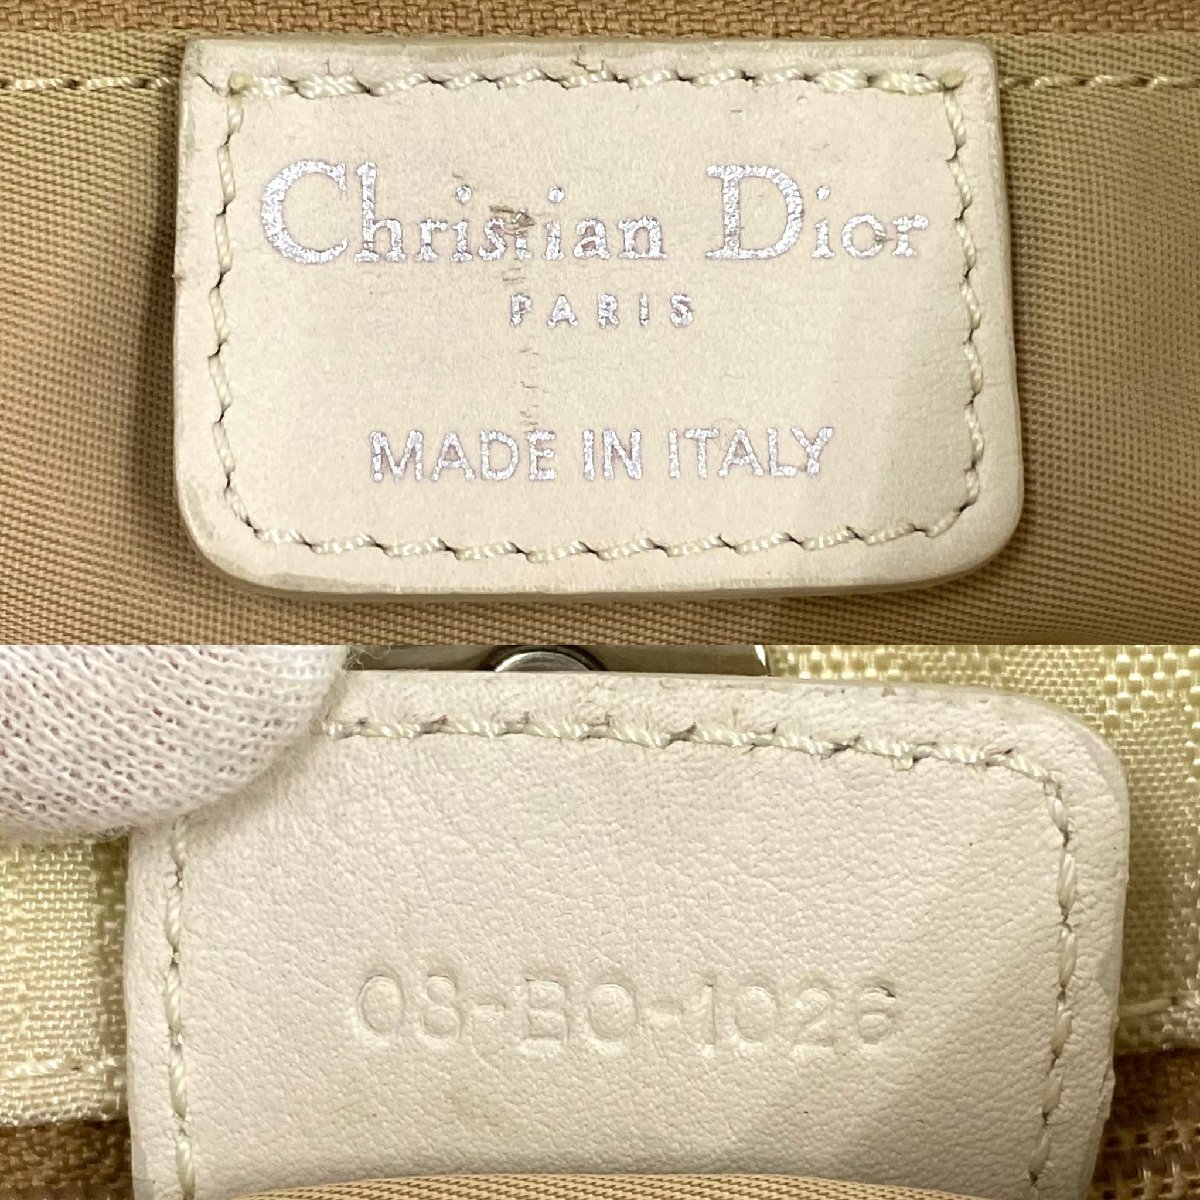 Christian Dior
PARIS
MADE IN ITALY
08-BO-1026